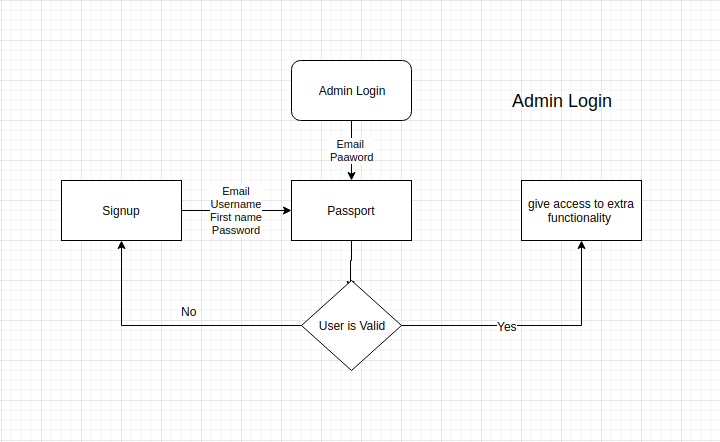 Admin Login
Admin Login
Email
Paaword
Signup
Email
Username
First name
Password
Passport
give access to extra
functionality
No
User is Valid
Yes